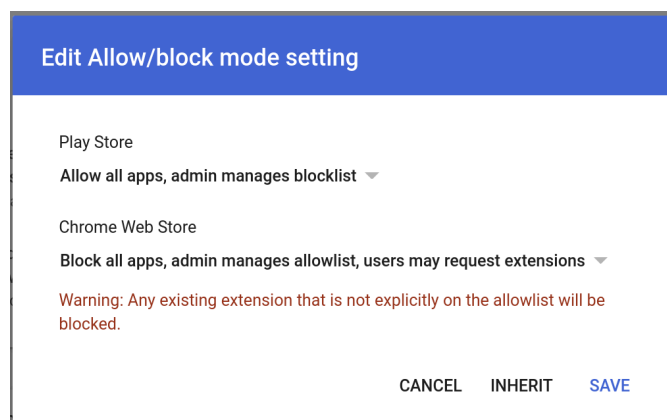 Edit Allow/block mode setting
Play Store
Allow all apps, admin manages blocklist
Chrome Web Store
Block all apps, admin manages allowlist, users may request extensions
Warning: Any existing extension that is not explicitly on the allowlist will be
blocked.
CANCEL INHERIT SAVE